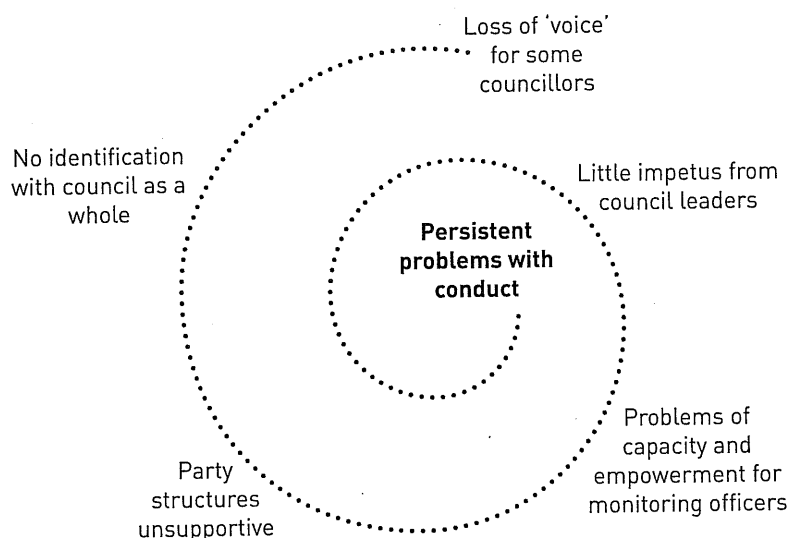 Loss of ‘voice’
for some
councillors
No identification
with council as a
whole
Little impetus from
council leaders
Persistent
problems with
conduct
Problems of
capacity and
empowerment for
monitoring officers
Party
structures
unsupportive